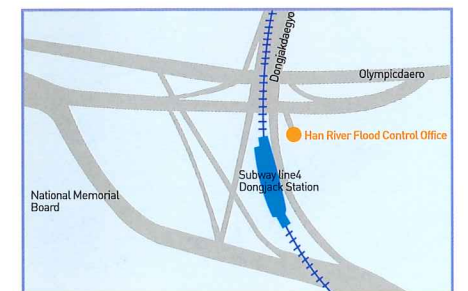 Dongjakdaegyo
Olympicdaero
Han River Flood Control Office
Subway line4
Dongjack Station
National Memorial
Board